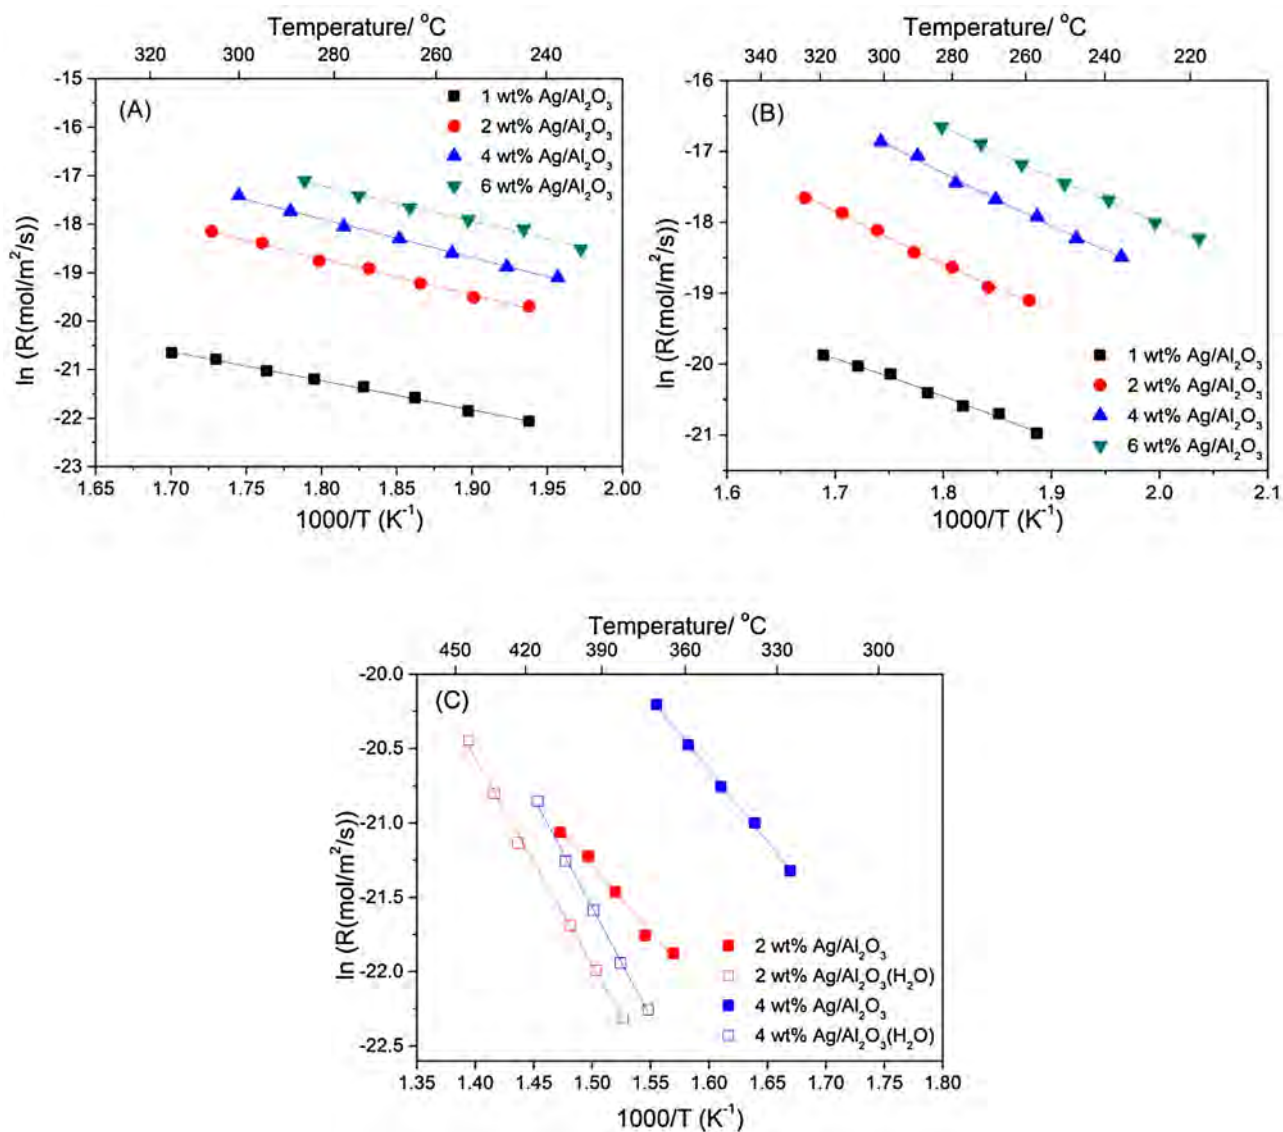 Temperature/ °C
320 300 280 260 240
-15
-16
-17
-18
-19
-20
-21
-22
-23
ln (R(mol/m²/s))
(A)
1 wt% Ag/Al₂O₃
2 wt% Ag/Al₂O₃
4 wt% Ag/Al₂O₃
6 wt% Ag/Al₂O₃
1.65 1.70 1.75 1.80 1.85 1.90 1.95 2.00
1000/T (K⁻¹)
Temperature/ °C
340 320 300 280 260 240 220
-16
-17
-18
-19
-20
-21
ln (R(mol/m²/s))
(B)
1 wt% Ag/Al₂O₃
2 wt% Ag/Al₂O₃
4 wt% Ag/Al₂O₃
6 wt% Ag/Al₂O₃
1.6 1.7 1.8 1.9 2.0 2.1
1000/T (K⁻¹)
Temperature/ °C
450 420 390 360 330 300
-20.0
-20.5
-21.0
-21.5
-22.0
-22.5
ln (R(mol/m²/s))
(C)
2 wt% Ag/Al₂O₃
2 wt% Ag/Al₂O₃(H₂O)
4 wt% Ag/Al₂O₃
4 wt% Ag/Al₂O₃(H₂O)
1.35 1.40 1.45 1.50 1.55 1.60 1.65 1.70 1.75 1.80
1000/T (K⁻¹)